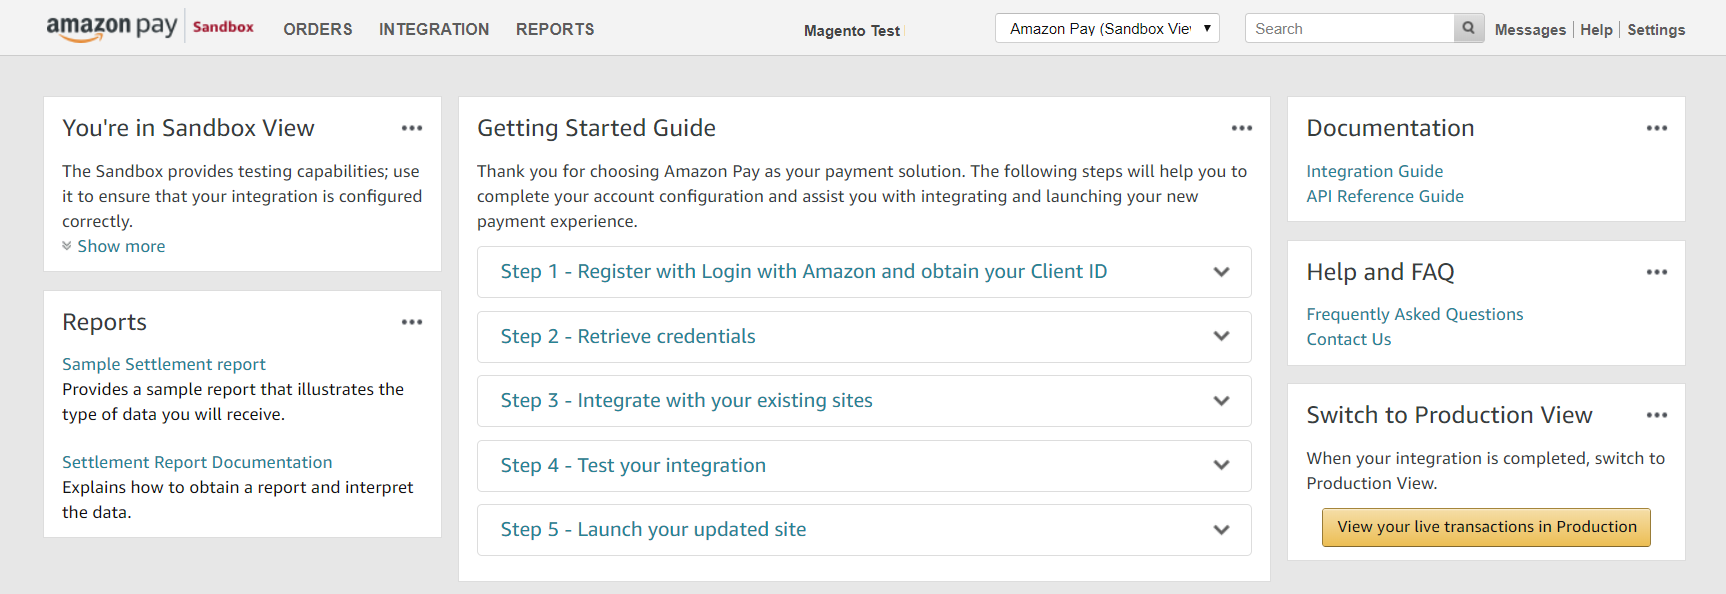 amazon pay Sandbox ORDERS INTEGRATION REPORTS Magento Test Amazon Pay (Sandbox Vie Search Messages Help Settings
You're in Sandbox View
The Sandbox provides testing capabilities; use
it to ensure that your integration is configured
correctly.
Show more
Reports
Sample Settlement report
Provides a sample report that illustrates the
type of data you will receive.
Settlement Report Documentation
Explains how to obtain a report and interpret
the data.
Getting Started Guide
Thank you for choosing Amazon Pay as your payment solution. The following steps will help you to
complete your account configuration and assist you with integrating and launching your new
payment experience.
Step 1 - Register with Login with Amazon and obtain your Client ID
Step 2 - Retrieve credentials
Step 3 - Integrate with your existing sites
Step 4 - Test your integration
Step 5 - Launch your updated site
Documentation
Integration Guide
API Reference Guide
Help and FAQ
Frequently Asked Questions
Contact Us
Switch to Production View
When your integration is completed, switch to
Production View.
View your live transactions in Production